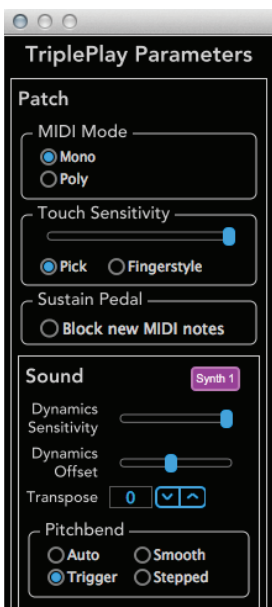 TriplePlay Parameters
Patch
MIDI Mode
Mono
Poly
Touch Sensitivity
Pick Fingerstyle
Sustain Pedal
Block new MIDI notes
Sound Synth 1
Dynamics
Sensitivity
Dynamics
Offset
Transpose 0
Pitchbend
Auto Smooth
Trigger Stepped